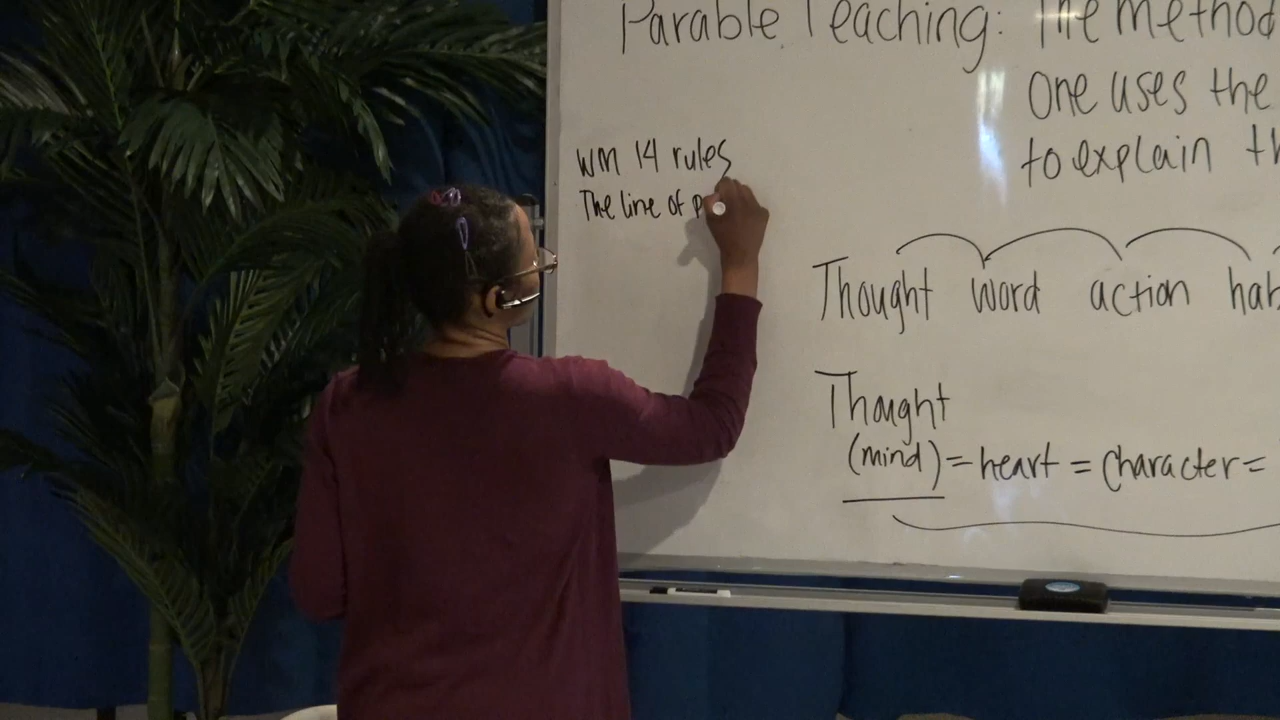 Parable Teaching: The method
one uses the
to explain
WM 14 rules
The line of
Thought word action
Thought
(mind) = heart = Character =